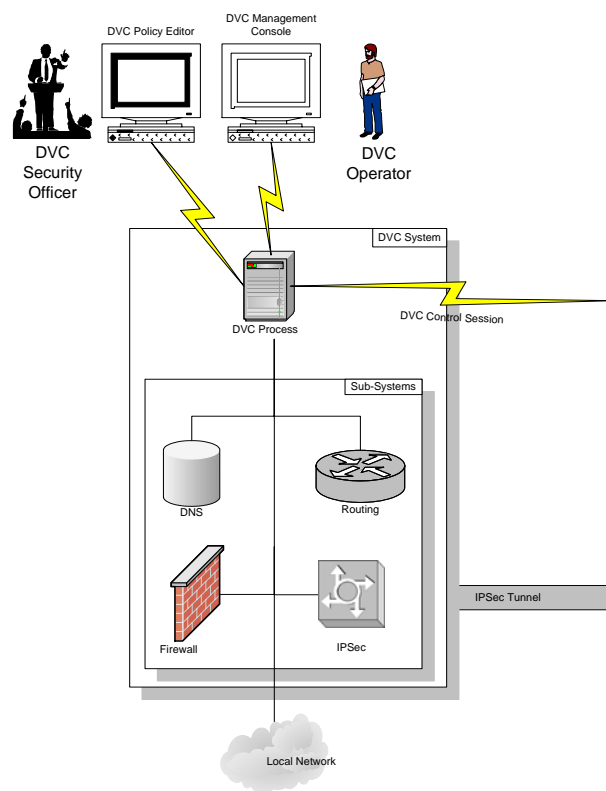 DVC Policy Editor
DVC Management
Console
DVC
Security
Officer
DVC
Operator
DVC System
DVC Process
DVC Control Session
Sub-Systems
DNS
Routing
Firewall
IPSec
IPSec Tunnel
Local Network